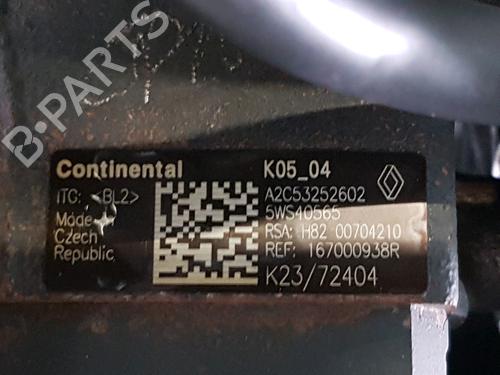 B-PARTS
Continental K05_04
iTC: <BL2> A2C53252602
5WS40565
Made
Czech RSA: H82 00704210
Republic REF: 167000938R
K23/72404